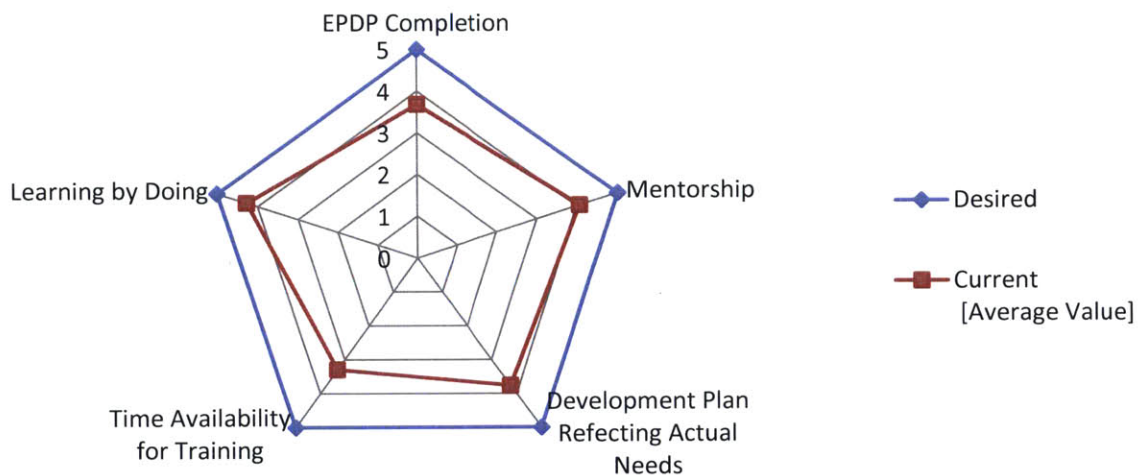 EPDP Completion
5
4
3
2
1
0
Mentorship
Development Plan
Refecting Actual
Needs
Time Availability
for Training
Learning by Doing
Desired
Current
[Average Value]